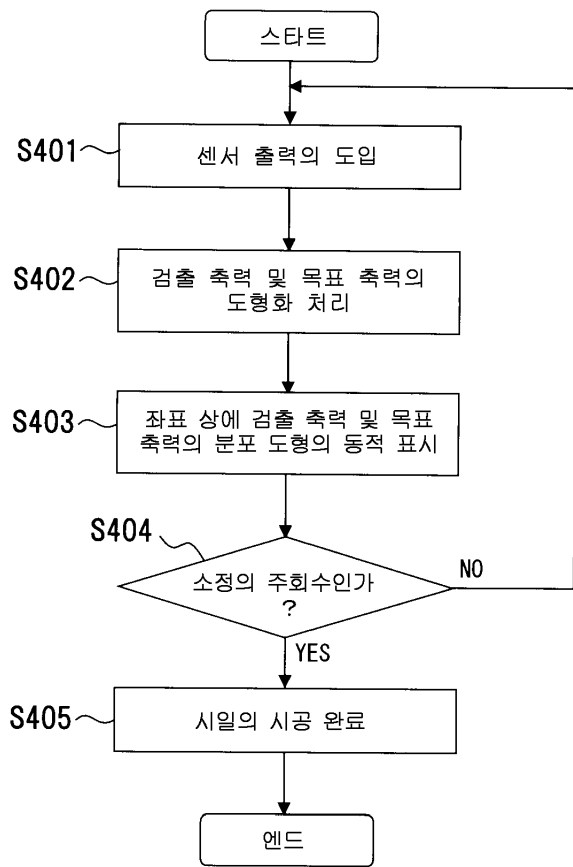 스타트
S401
센서 출력의 도입
S402
검출 축력 및 목표 축력의
도형화 처리
S403
좌표 상에 검출 축력 및 목표
축력의 분포 도형의 동적 표시
S404
소정의 주회수인가
?
NO
YES
S405
시일의 시공 완료
엔드